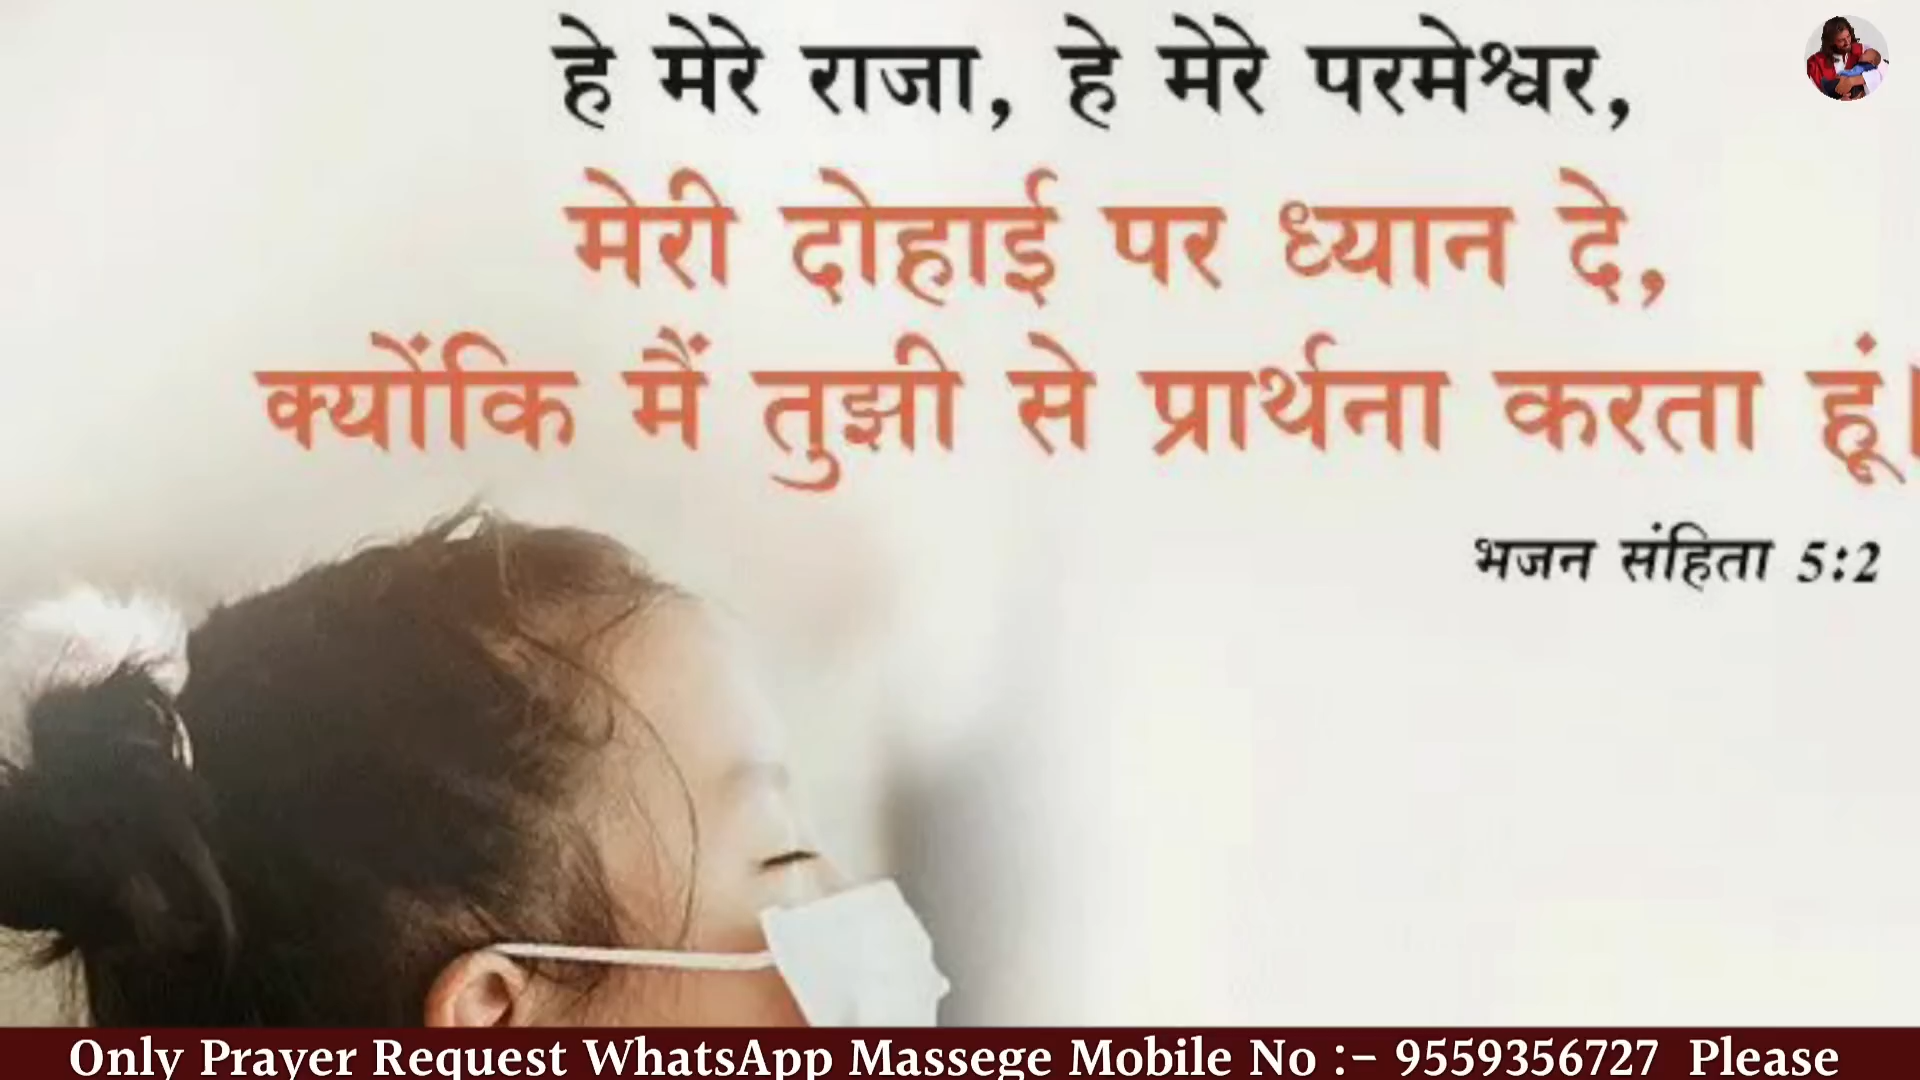 हे मेरे राजा, हे मेरे परमेश्वर,
मेरी दोहाई पर ध्यान दे,
क्योंकि मैं तुझी से प्रार्थना करता हूं।
भजन संहिता 5:2
Only Prayer Request WhatsApp Massege Mobile No :- 9559356727 Please